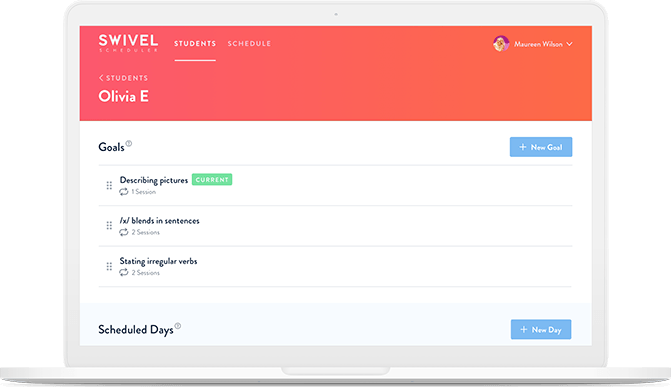 SWIVEL
SCHEDULER
STUDENTS
SCHEDULE
Maureen Wilson
STUDENTS
Olivia E
Goals
+ New Goal
Describing pictures CURRENT
1 Session
/x/ blends in sentences
2 Sessions
Stating irregular verbs
2 Sessions
Scheduled Days
+ New Day